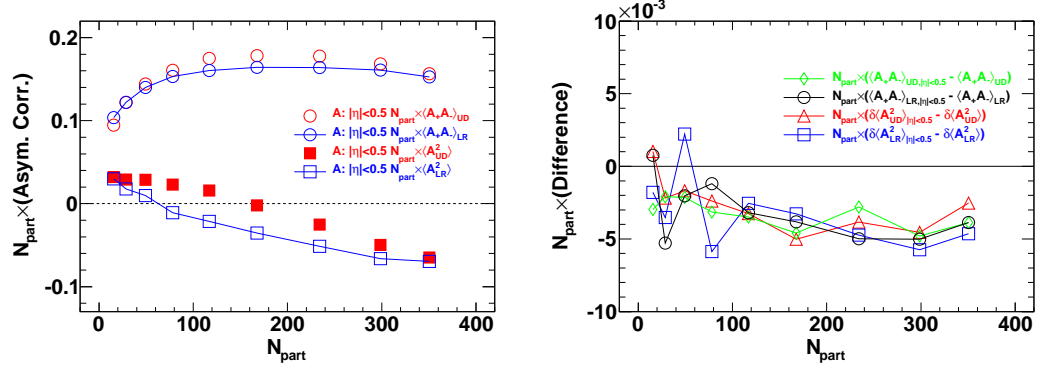 N_part×(Asym. Corr.)
0.2
0.1
0
-0.1
0
100
200
300
400
N_part
A: |η|<0.5 N_part×⟨A₊A₋⟩_UD
A: |η|<0.5 N_part×⟨A₊A₋⟩_LR
A: |η|<0.5 N_part×⟨A²_UD⟩
A: |η|<0.5 N_part×⟨A²_LR⟩
×10⁻³
N_part×(Difference)
10
5
0
-5
-10
0
100
200
300
400
N_part
N_part×(⟨A₊A₋⟩_UD,|η|<0.5 - ⟨A₊A₋⟩_UD)
N_part×(⟨A₊A₋⟩_LR,|η|<0.5 - ⟨A₊A₋⟩_LR)
N_part×(δ⟨A²_UD⟩_|η|<0.5 - δ⟨A²_UD⟩)
N_part×(δ⟨A²_LR⟩_|η|<0.5 - δ⟨A²_LR⟩)